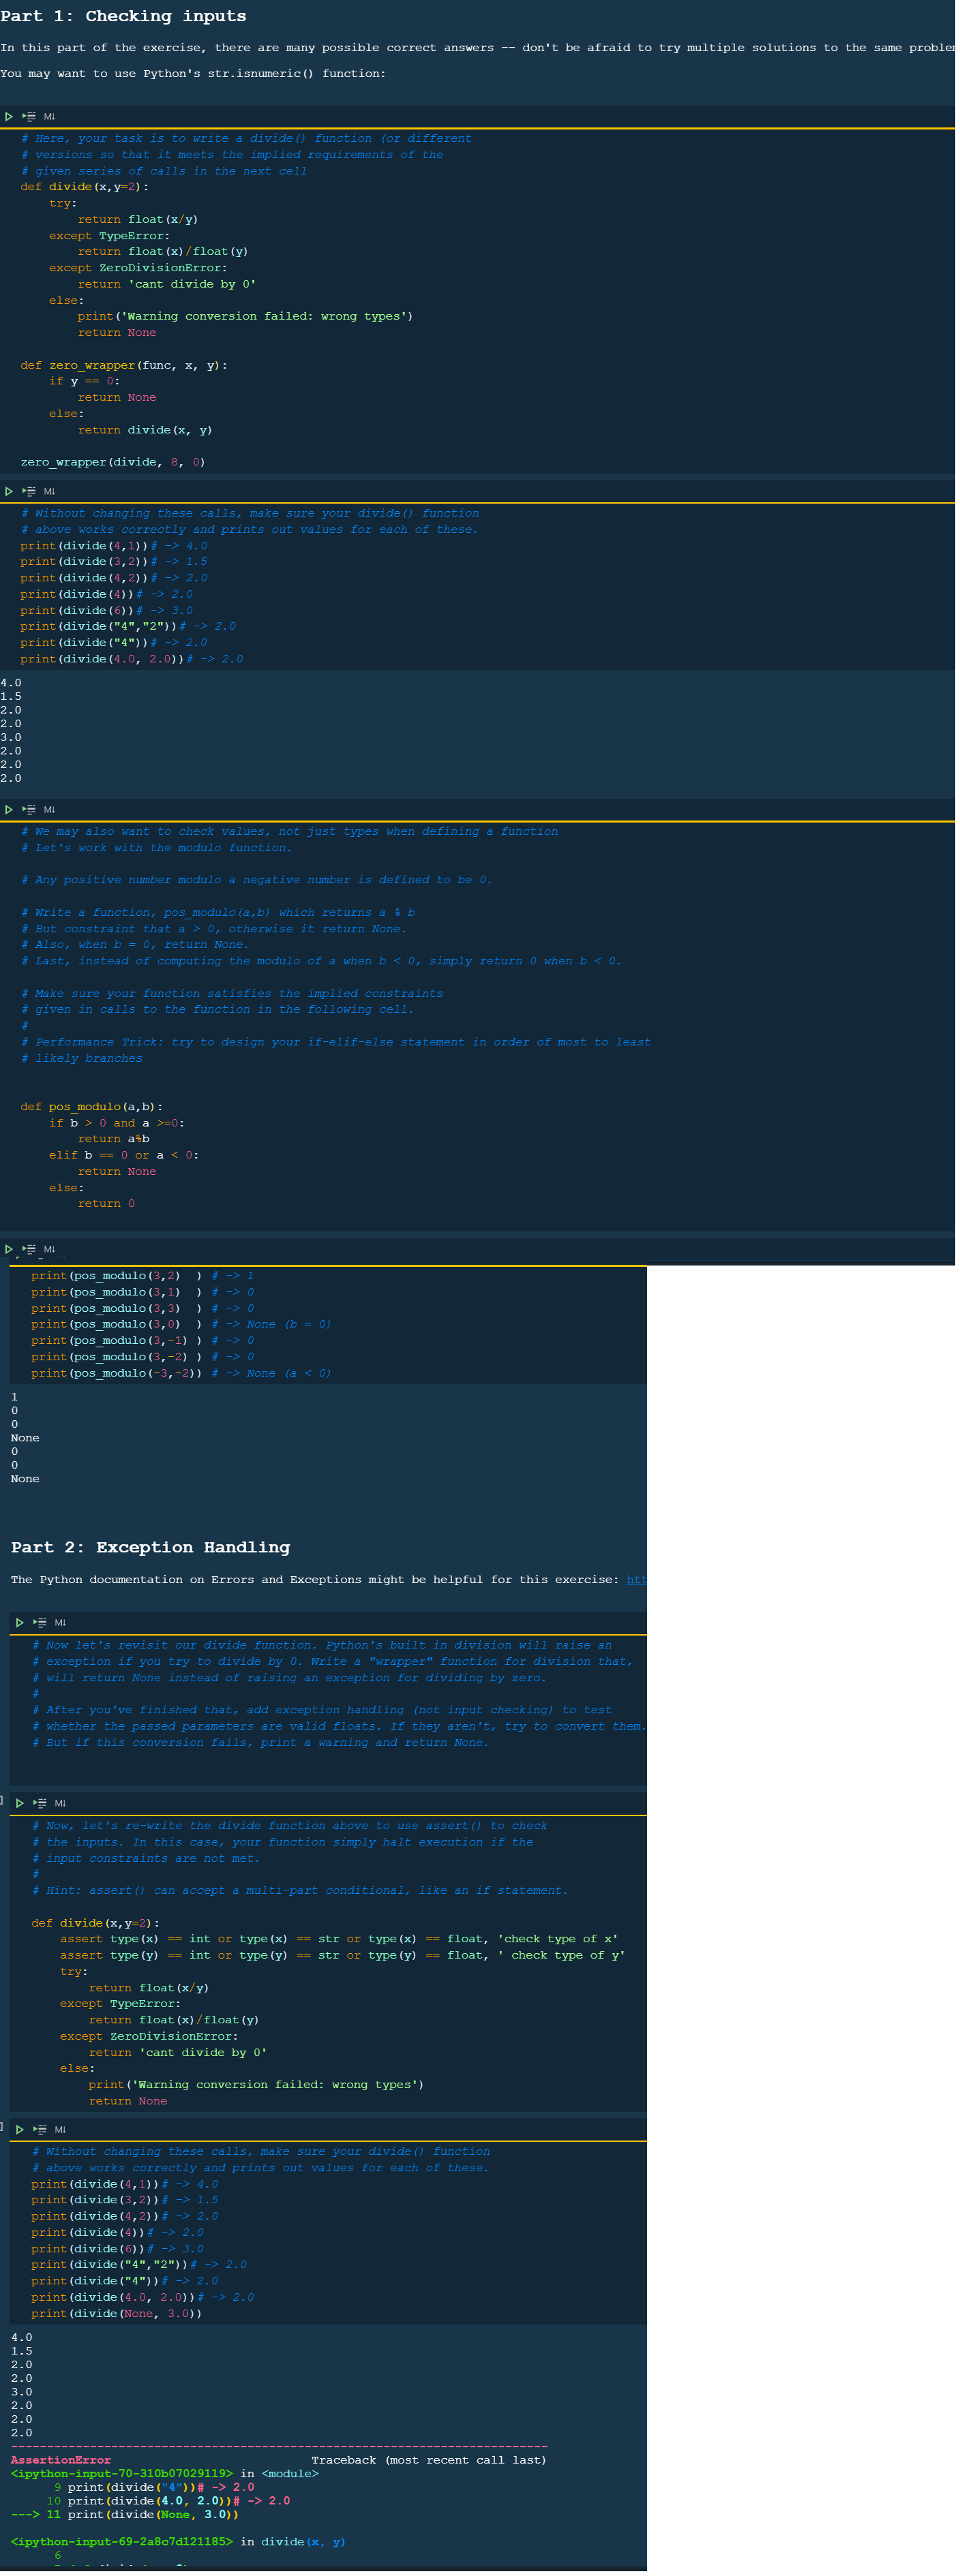 Part 1: Checking inputs
In this part of the exercise, there are many possible correct answers -- don't be afraid to try multiple solutions to the same
You may want to use Python's str.isnumeric() function:
M↓
# Here, your task is to write a divide() function (or different
# versions so that it meets the implied requirements of the
# given series of calls in the next cell
def divide(x,y=2):
    try:
        return float(x/y)
    except TypeError:
        return float(x)/float(y)
    except ZeroDivisionError:
        return 'cant divide by 0'
    else:
        print('Warning conversion failed: wrong types')
        return None
def zero_wrapper(func, x, y):
    if y == 0:
        return None
    else:
        return divide(x, y)
zero_wrapper(divide, 8, 0)
M↓
# Without changing these calls, make sure your divide() function
# above works correctly and prints out values for each of these.
print(divide(4,1))# -> 4.0
print(divide(3,2))# -> 1.5
print(divide(4,2))# -> 2.0
print(divide(4))# -> 2.0
print(divide(6))# -> 3.0
print(divide("4","2"))# -> 2.0
print(divide("4"))# -> 2.0
print(divide(4.0, 2.0))# -> 2.0
4.0
1.5
2.0
2.0
3.0
2.0
2.0
2.0
M↓
# We may also want to check values, not just types when defining a function
# Let's work with the modulo function.
# Any positive number modulo a negative number is defined to be 0.
# Write a function, pos_modulo(a,b) which returns a % b
# But constraint that a > 0, otherwise it return None.
# Also, when b = 0, return None.
# Last, instead of computing the modulo of a when b < 0, simply return 0 when b < 0.
# Make sure your function satisfies the implied constraints
# given in calls to the function in the following cell.
#
# Performance Trick: try to design your if-elif-else statement in order of most to least
# likely branches
def pos_modulo(a,b):
    if b > 0 and a >=0:
        return a%b
    elif b == 0 or a < 0:
        return None
    else:
        return 0
M↓
print(pos_modulo(3,2)  ) # -> 1
print(pos_modulo(3,1)  ) # -> 0
print(pos_modulo(3,3)  ) # -> 0
print(pos_modulo(3,0)  ) # -> None (b = 0)
print(pos_modulo(3,-1) ) # -> 0
print(pos_modulo(3,-2) ) # -> 0
print(pos_modulo(-3,-2)) # -> None (a < 0)
1
0
0
None
0
0
None
Part 2: Exception Handling
The Python documentation on Errors and Exceptions might be helpful for this exercise: htt
M↓
# Now let's revisit our divide function. Python's built in division will raise an
# exception if you try to divide by 0. Write a "wrapper" function for division that,
# will return None instead of raising an exception for dividing by zero.
#
# After you've finished that, add exception handling (not input checking) to test
# whether the passed parameters are valid floats. If they aren't, try to convert them.
# But if this conversion fails, print a warning and return None.
M↓
# Now, let's re-write the divide function above to use assert() to check
# the inputs. In this case, your function simply halt execution if the
# input constraints are not met.
#
# Hint: assert() can accept a multi-part conditional, like an if statement.
def divide(x,y=2):
    assert type(x) == int or type(x) == str or type(x) == float, 'check type of x'
    assert type(y) == int or type(y) == str or type(y) == float, ' check type of y'
    try:
        return float(x/y)
    except TypeError:
        return float(x)/float(y)
    except ZeroDivisionError:
        return 'cant divide by 0'
    else:
        print('Warning conversion failed: wrong types')
        return None
M↓
# Without changing these calls, make sure your divide() function
# above works correctly and prints out values for each of these.
print(divide(4,1))# -> 4.0
print(divide(3,2))# -> 1.5
print(divide(4,2))# -> 2.0
print(divide(4))# -> 2.0
print(divide(6))# -> 3.0
print(divide("4","2"))# -> 2.0
print(divide("4"))# -> 2.0
print(divide(4.0, 2.0))# -> 2.0
print(divide(None, 3.0))
4.0
1.5
2.0
2.0
3.0
2.0
2.0
2.0
---------------------------------------------------------------------------
AssertionError                            Traceback (most recent call last)
<ipython-input-70-310b07029119> in <module>
      9 print(divide("4"))# -> 2.0
     10 print(divide(4.0, 2.0))# -> 2.0
---> 11 print(divide(None, 3.0))
<ipython-input-69-2a8c7d121185> in divide(x, y)
      6